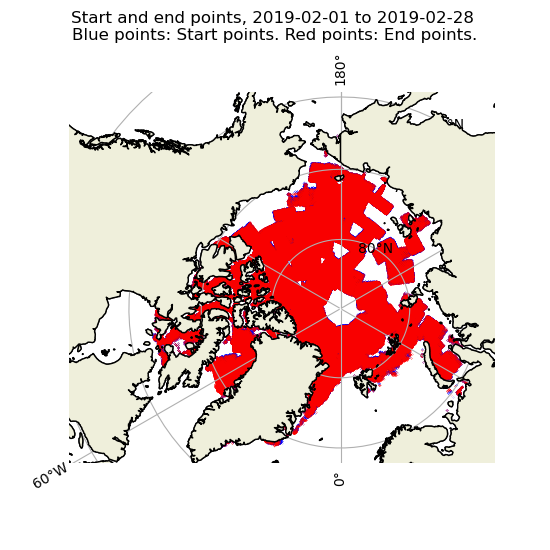 Start and end points, 2019-02-01 to 2019-02-28
Blue points: Start points. Red points: End points.
180°
80°N
60°W
0°